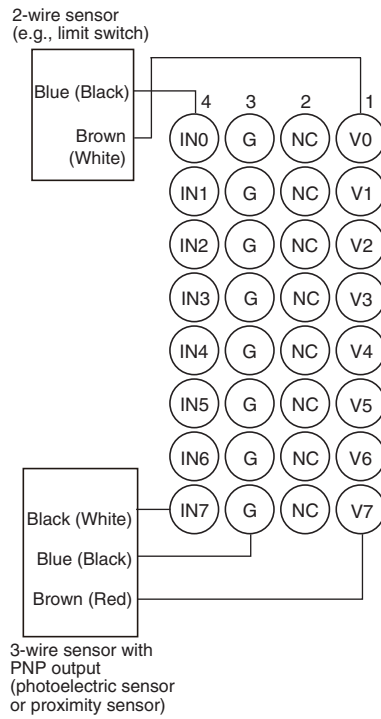 2-wire sensor
(e.g., limit switch)
Blue (Black)
Brown
(White)
4 3 2 1
IN0 G NC V0
IN1 G NC V1
IN2 G NC V2
IN3 G NC V3
IN4 G NC V4
IN5 G NC V5
IN6 G NC V6
IN7 G NC V7
Black (White)
Blue (Black)
Brown (Red)
3-wire sensor with
PNP output
(photoelectric sensor
or proximity sensor)